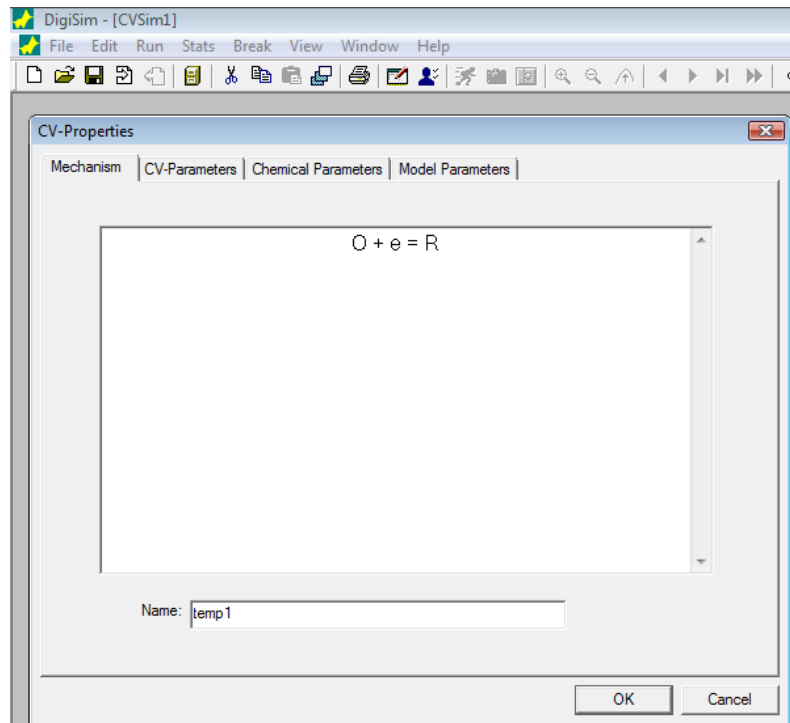 DigiSim - [CVSim1]
File Edit Run Stats Break View Window Help
CV-Properties
Mechanism CV-Parameters Chemical Parameters Model Parameters
O + e = R
Name: temp1
OK Cancel